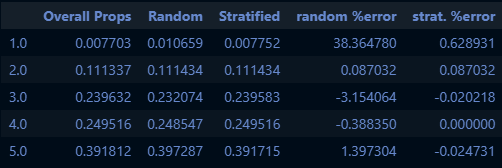 Overall Props Random Stratified random %error strat. %error
1.0 0.007703 0.010659 0.007752 38.364780 0.628931
2.0 0.111337 0.111434 0.111434 0.087032 0.087032
3.0 0.239632 0.232074 0.239583 -3.154064 -0.020218
4.0 0.249516 0.248547 0.249516 -0.388350 0.000000
5.0 0.391812 0.397287 0.391715 1.397304 -0.024731